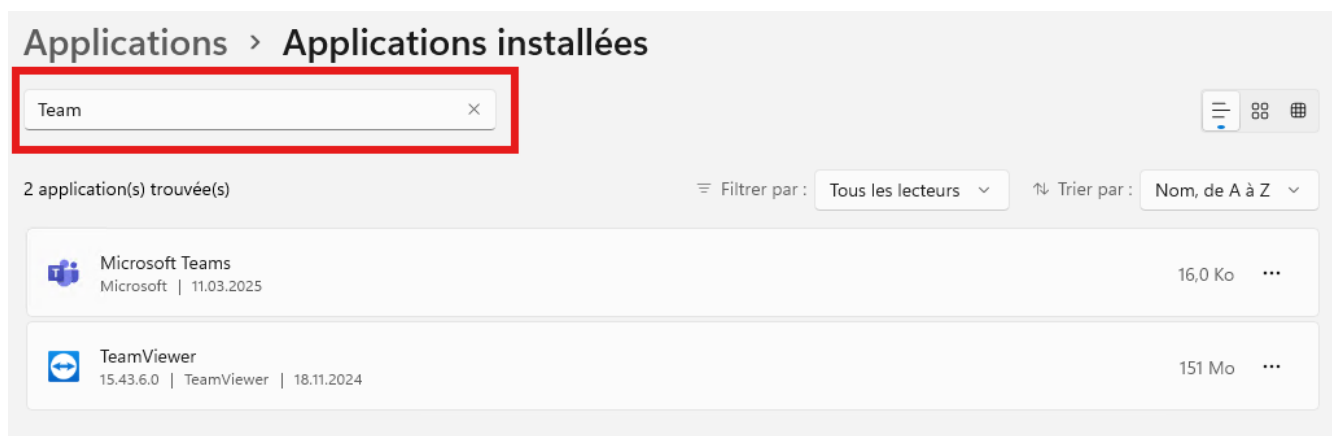 Applications > Applications installées
Team
2 application(s) trouvée(s)
Filtrer par : Tous les lecteurs
Trier par : Nom, de A à Z
Microsoft Teams
Microsoft | 11.03.2025
16,0 Ko
TeamViewer
15.43.6.0 | TeamViewer | 18.11.2024
151 Mo